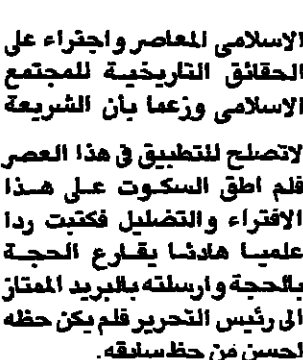 الاسلامى المعاصر واجتراء على
الحقائق التاريخية للمجتمع
الاسلامى وزعما بأن الشريعة
لاتصلح للتطبيق فى هذا العصر
فلم اطق السكوت على هذا
الافتراء والتضليل فكتبت ردا
علميا هادئا يقارع الحجة
بالحجة وارسلته بالبريد الممتاز
الى رئيس التحرير فلم يكن حظه
احسن من حظ سابقه.